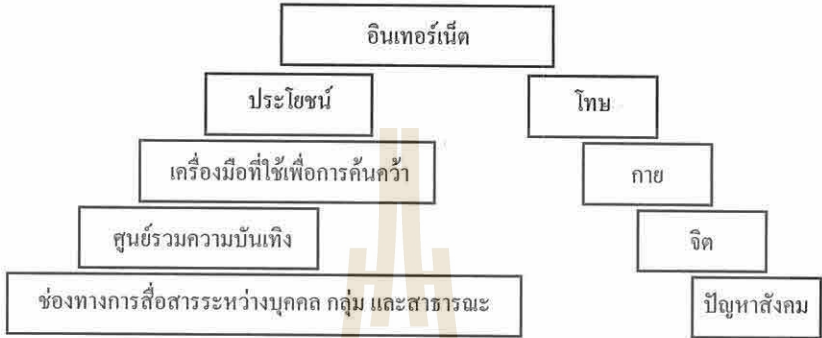 อินเทอร์เน็ต
ประโยชน์ โทษ
เครื่องมือที่ใช้เพื่อการค้นคว้า กาย
ศูนย์รวมความบันเทิง จิต
ช่องทางการสื่อสารระหว่างบุคคล กลุ่ม และสาธารณะ ปัญหาสังคม